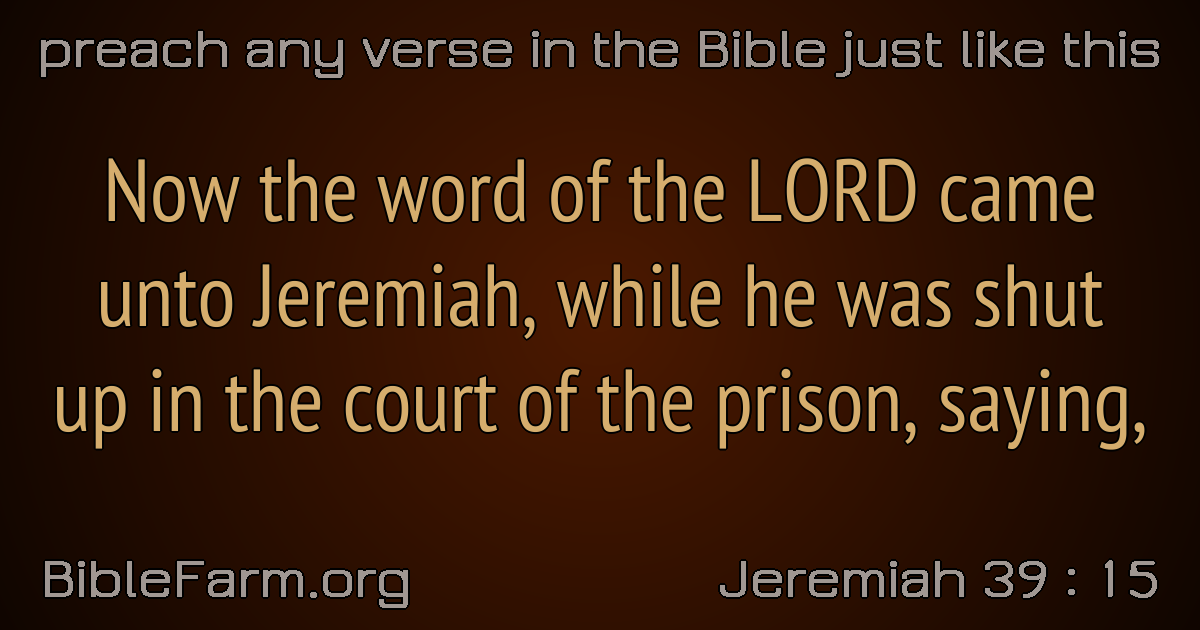 preach any verse in the Bible just like this
Now the word of the LORD came
unto Jeremiah, while he was shut
up in the court of the prison, saying,
BibleFarm.org
Jeremiah 39 : 15